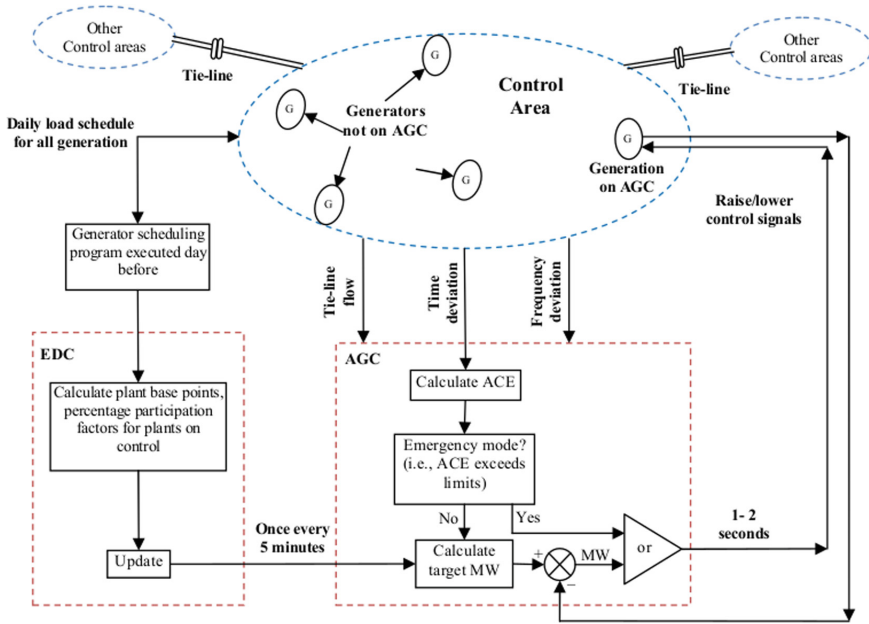 Other
Control areas
Other
Control areas
Tie-line
Tie-line
G
Control
Area
Generators
not on AGC
G
G
Daily load schedule
for all generation
Generation
on AGC
G
G
Raise/lower
control signals
Generator scheduling
program executed day
before
Tie-line
flow
Time
deviation
Frequency
deviation
EDC
AGC
Calculate ACE
Calculate plant base points,
percentage participation
factors for plants on
control
Emergency mode?
(i.e., ACE exceeds
limits)
No
Yes
Once every
5 minutes
1- 2
seconds
Update
Calculate
target MW
+
−
MW
or